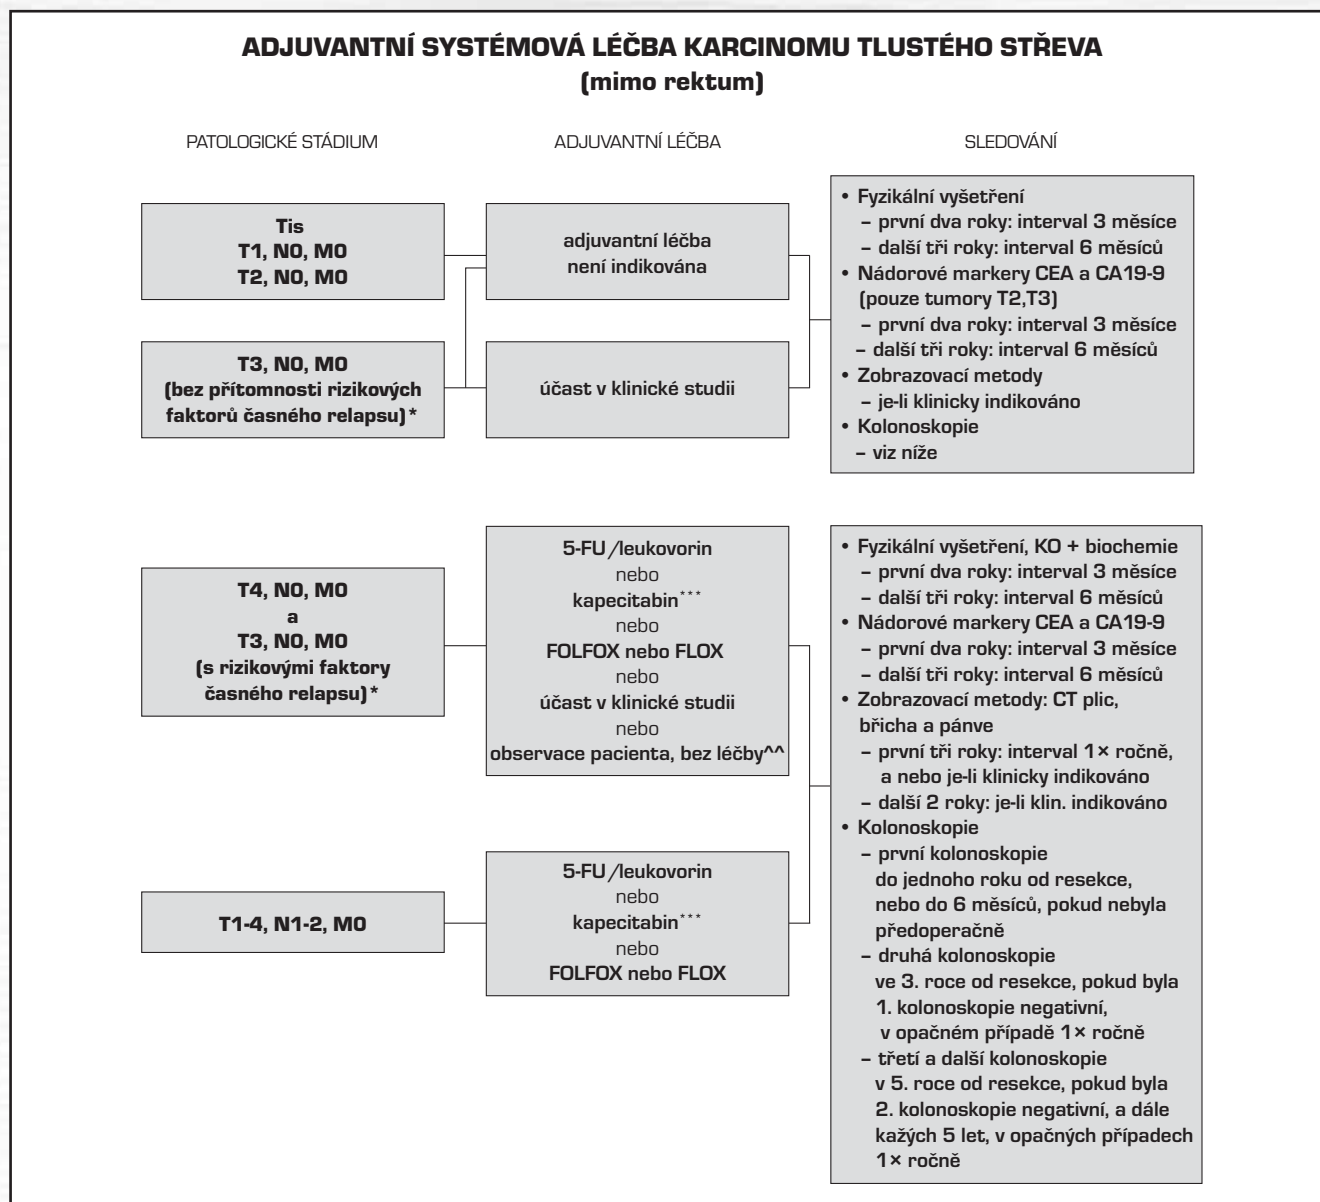 ADJUVANTNÍ SYSTÉMOVÁ LÉČBA KARCINOMU TLUSTÉHO STŘEVA
(mimo rektum)
PATOLOGICKÉ STÁDIUM
ADJUVANTNÍ LÉČBA
SLEDOVÁNÍ
Tis
T1, N0, M0
T2, N0, M0
adjuvantní léčba
není indikována
T3, N0, M0
(bez přítomnosti rizikových
faktorů časného relapsu)*
účast v klinické studii
• Fyzikální vyšetření
– první dva roky: interval 3 měsíce
– další tři roky: interval 6 měsíců
• Nádorové markery CEA a CA19-9
(pouze tumory T2,T3)
– první dva roky: interval 3 měsíce
– další tři roky: interval 6 měsíců
• Zobrazovací metody
– je-li klinicky indikováno
• Kolonoskopie
– viz níže
T4, N0, M0
a
T3, N0, M0
(s rizikovými faktory
časného relapsu)*
5-FU/leukovorin
nebo
kapecitabin***
nebo
FOLFOX nebo FLOX
nebo
účast v klinické studii
nebo
observace pacienta, bez léčby^^
T1-4, N1-2, M0
5-FU/leukovorin
nebo
kapecitabin***
nebo
FOLFOX nebo FLOX
• Fyzikální vyšetření, KO + biochemie
– první dva roky: interval 3 měsíce
– další tři roky: interval 6 měsíců
• Nádorové markery CEA a CA19-9
– první dva roky: interval 3 měsíce
– další tři roky: interval 6 měsíců
• Zobrazovací metody: CT plic,
břicha a pánve
– první tři roky: interval 1× ročně,
a nebo je-li klinicky indikováno
– další 2 roky: je-li klin. indikováno
• Kolonoskopie
– první kolonoskopie
do jednoho roku od resekce,
nebo do 6 měsíců, pokud nebyla
předoperačně
– druhá kolonoskopie
ve 3. roce od resekce, pokud byla
1. kolonoskopie negativní,
v opačném případě 1× ročně
– třetí a další kolonoskopie
v 5. roce od resekce, pokud byla
2. kolonoskopie negativní, a dále
kažých 5 let, v opačných případech
1× ročně